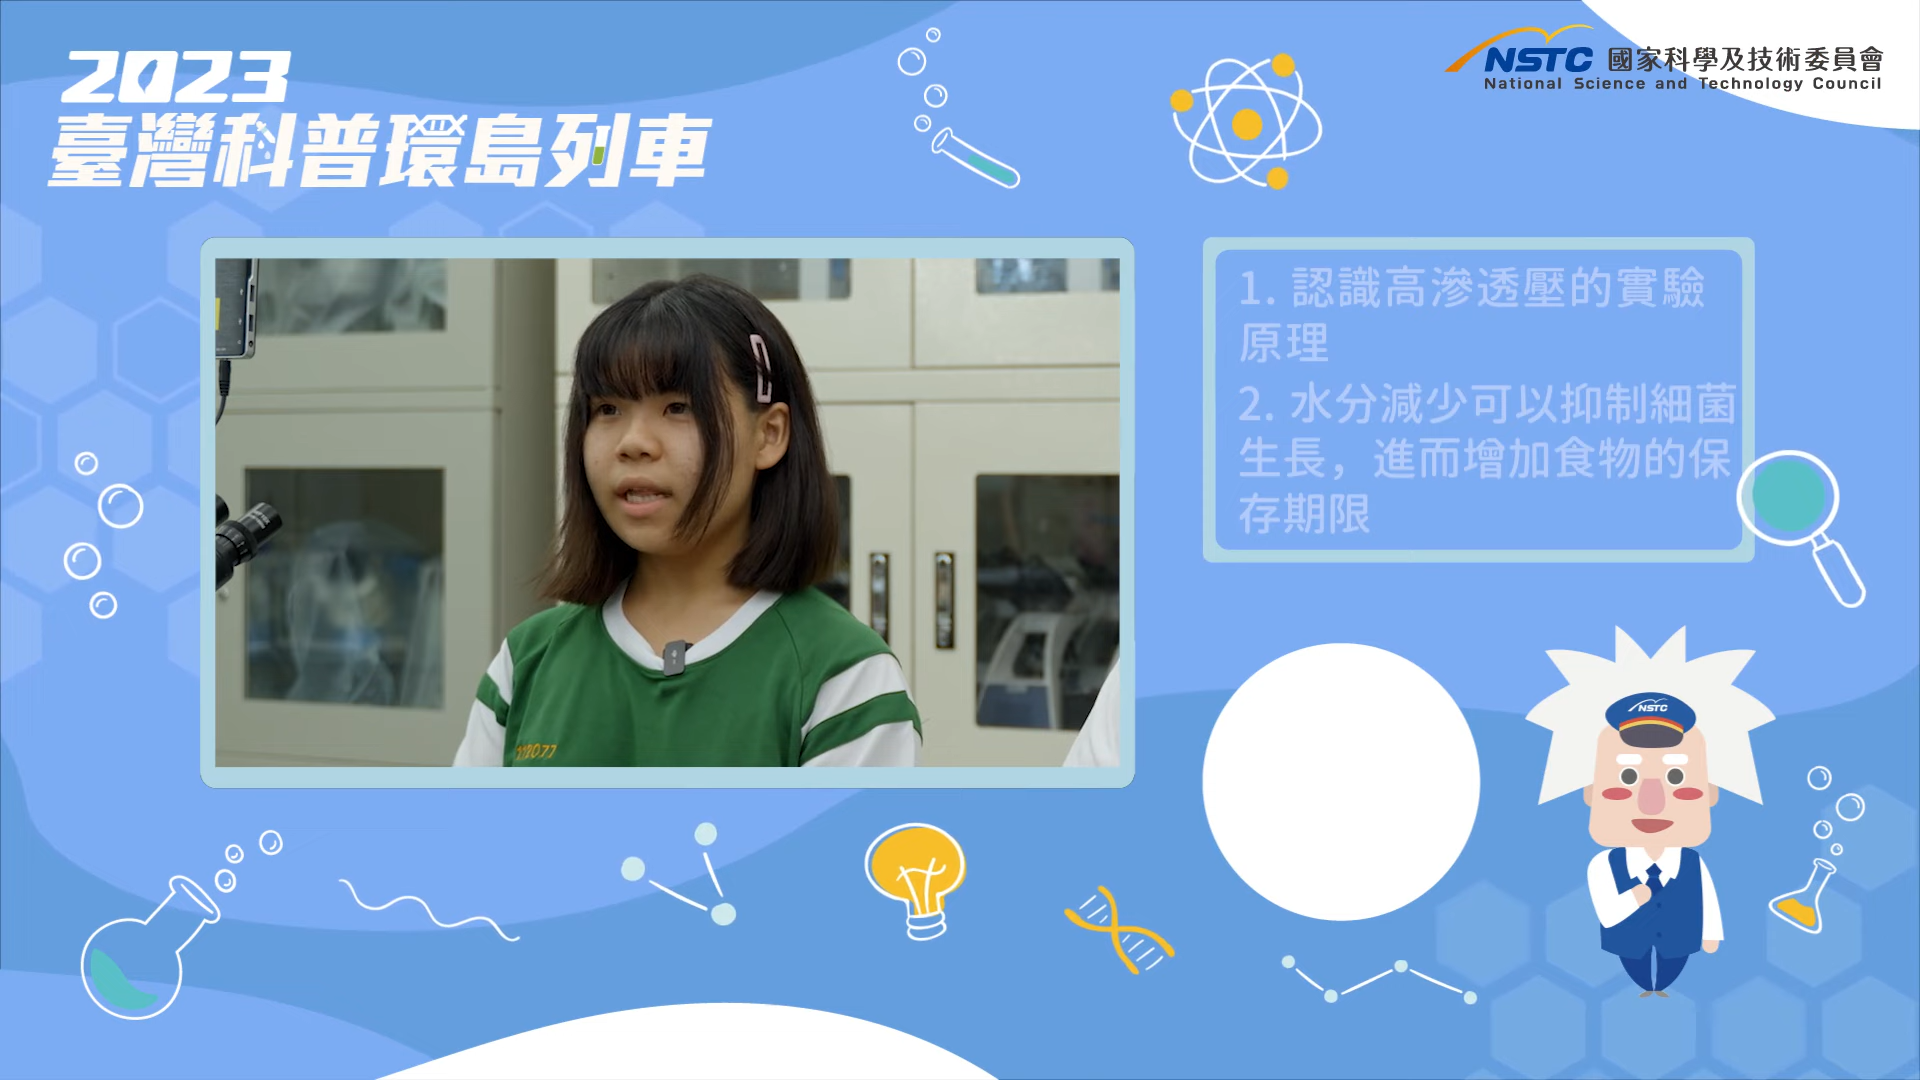 2023
臺灣科普環島列車
NSTC 國家科學及技術委員會
National Science and Technology Council
1. 認識高滲透壓的實驗
原理
2. 水分減少可以抑制細菌
生長，進而增加食物的保
存期限
NSTC